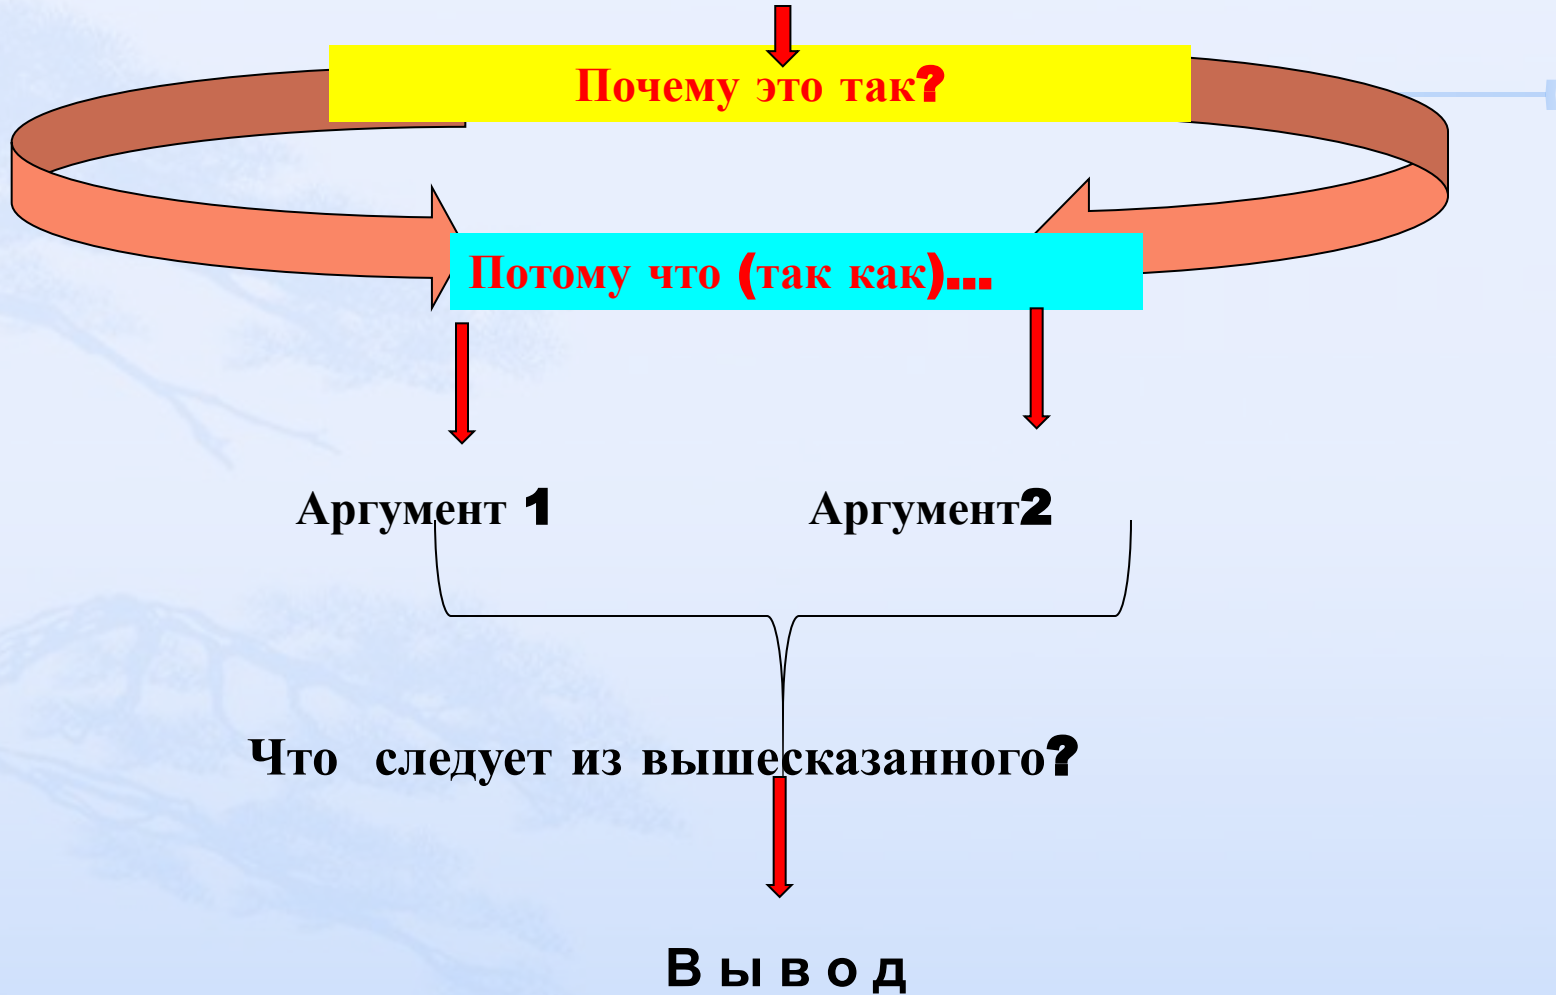 Почему это так?
Потому что (так как)...
Аргумент 1
Аргумент2
Что следует из вышесказанного?
В ы в о д